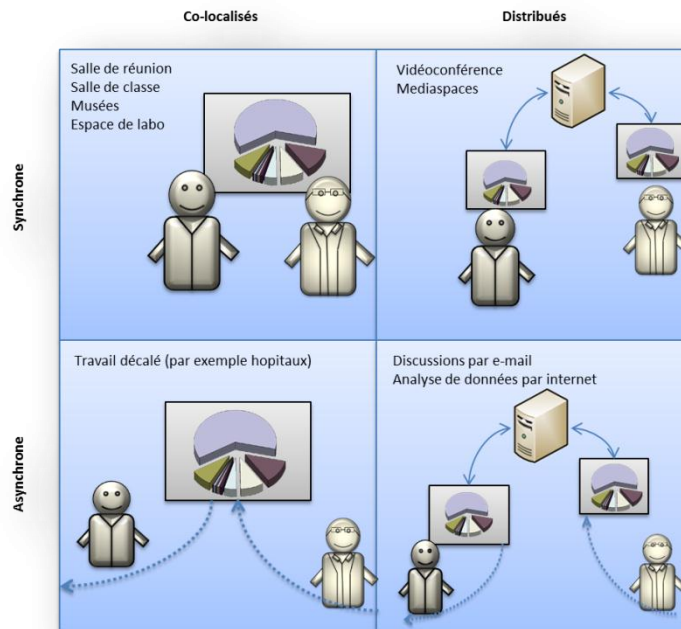 Co-localisés
Distribués
Synchrone
Salle de réunion
Salle de classe
Musées
Espace de labo
Vidéoconférence
Mediaspaces
Asynchrone
Travail décalé (par exemple hopitaux)
Discussions par e-mail
Analyse de données par internet